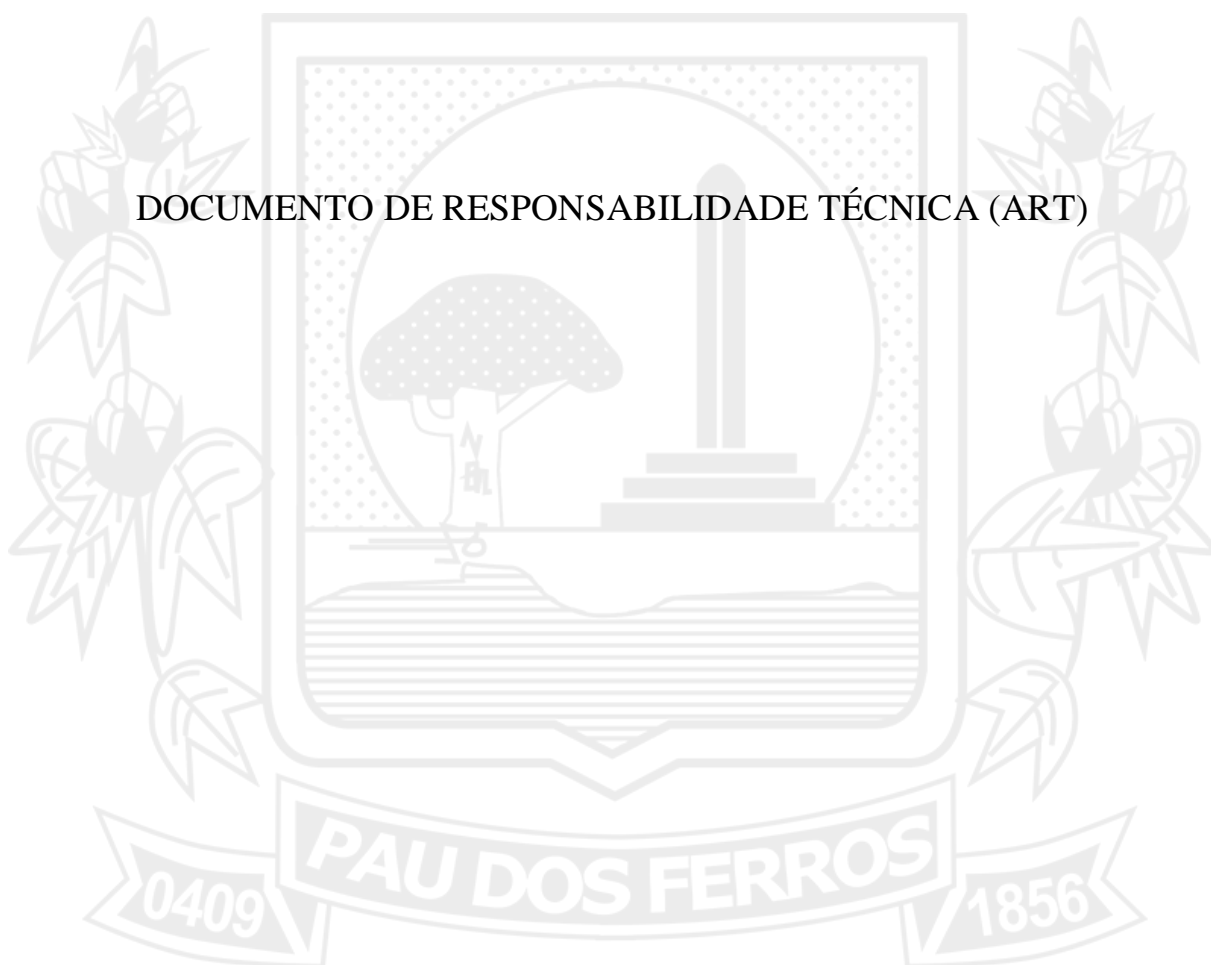 DOCUMENTO DE RESPONSABILIDADE TÉCNICA (ART)
PAU DOS FERROS
0409
1856